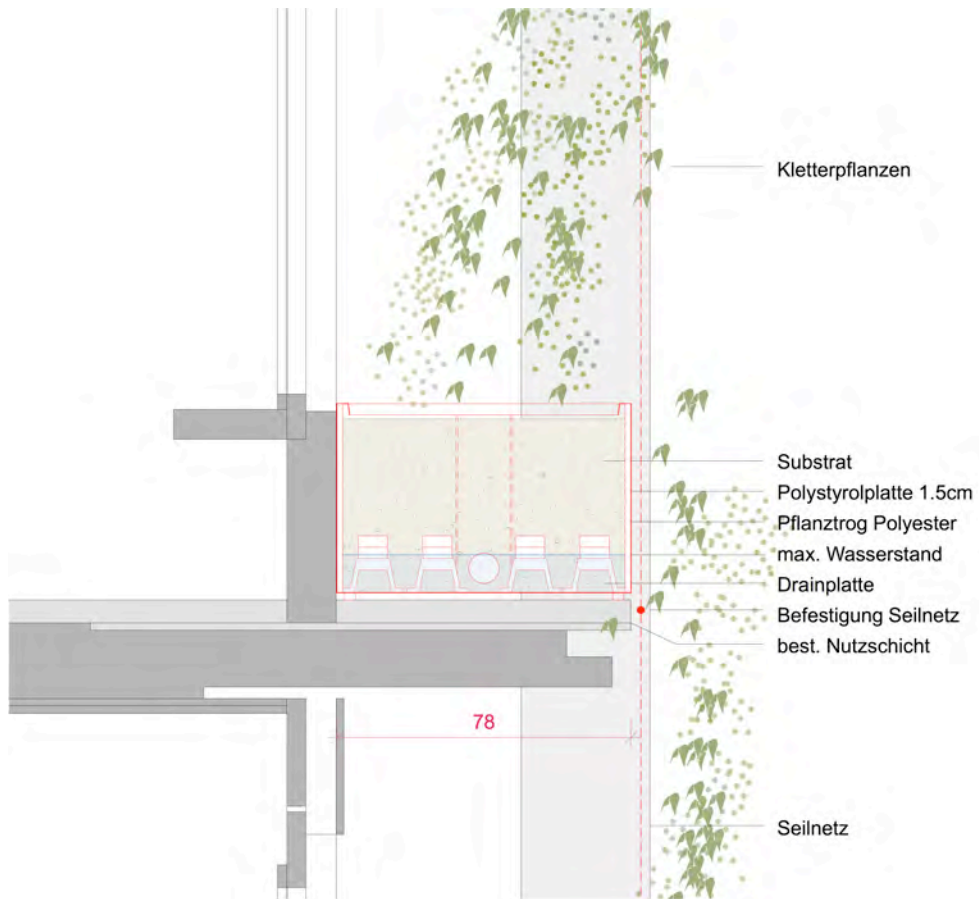 Kletterpflanzen
Substrat
Polystyrolplatte 1.5cm
Pflanztrog Polyester
max. Wasserstand
Drainplatte
Befestigung Seilnetz
best. Nutzschicht
78
Seilnetz